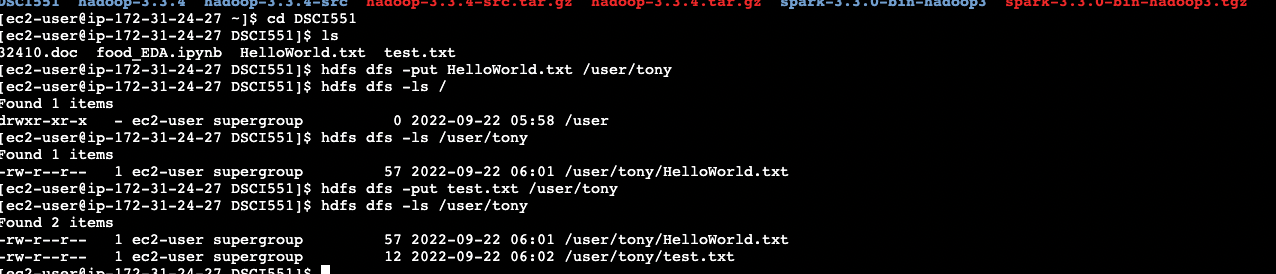 DSCI551  hadoop-3.3.4  hadoop-3.3.4-src  hadoop-3.3.4-src.tar.gz  hadoop-3.3.4.tar.gz  spark-3.3.0-bin-hadoop3  spark-3.3.0-bin-hadoop3.tgz
[ec2-user@ip-172-31-24-27 ~]$ cd DSCI551
[ec2-user@ip-172-31-24-27 DSCI551]$ ls
32410.doc  food_EDA.ipynb  HelloWorld.txt  test.txt
[ec2-user@ip-172-31-24-27 DSCI551]$ hdfs dfs -put HelloWorld.txt /user/tony
[ec2-user@ip-172-31-24-27 DSCI551]$ hdfs dfs -ls /
Found 1 items
drwxr-xr-x   - ec2-user supergroup          0 2022-09-22 05:58 /user
[ec2-user@ip-172-31-24-27 DSCI551]$ hdfs dfs -ls /user/tony
Found 1 items
-rw-r--r--   1 ec2-user supergroup         57 2022-09-22 06:01 /user/tony/HelloWorld.txt
[ec2-user@ip-172-31-24-27 DSCI551]$ hdfs dfs -put test.txt /user/tony
[ec2-user@ip-172-31-24-27 DSCI551]$ hdfs dfs -ls /user/tony
Found 2 items
-rw-r--r--   1 ec2-user supergroup         57 2022-09-22 06:01 /user/tony/HelloWorld.txt
-rw-r--r--   1 ec2-user supergroup         12 2022-09-22 06:02 /user/tony/test.txt
[ec2-user@ip-172-31-24-27 DSCI551]$